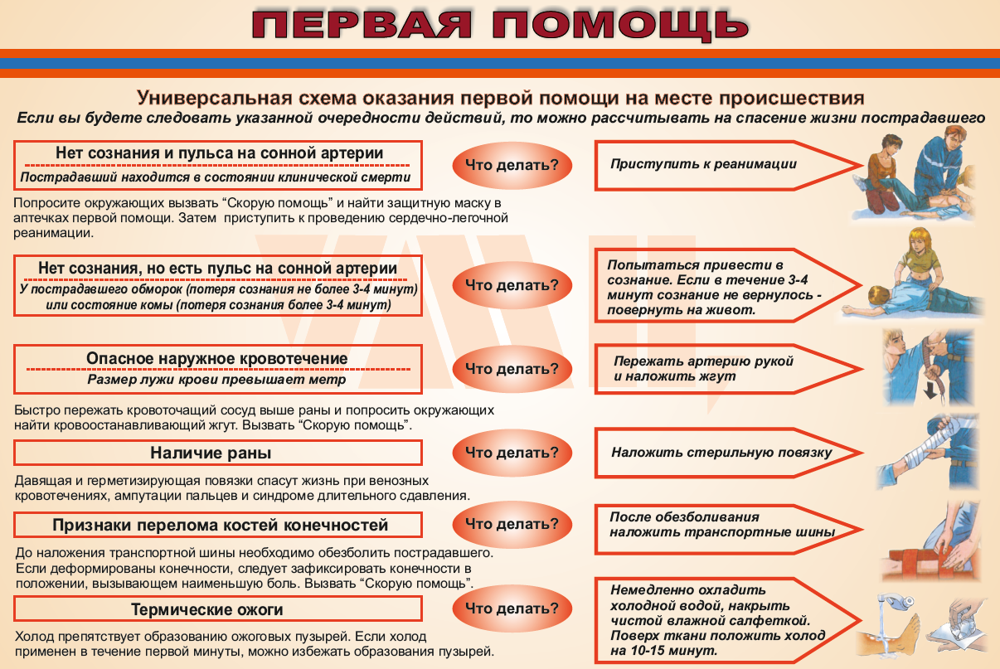 ПЕРВАЯ ПОМОЩЬ
Универсальная схема оказания первой помощи на месте происшествия
Если вы будете следовать указанной очередности действий, то можно рассчитывать на спасение жизни пострадавшего
Нет сознания и пульса на сонной артерии
Пострадавший находится в состоянии клинической смерти
Что делать?
Приступить к реанимации
Попросите окружающих вызвать “Скорую помощь” и найти защитную маску в
аптечках первой помощи. Затем приступить к проведению сердечно-легочной
реанимации.
Нет сознания, но есть пульс на сонной артерии
У пострадавшего обморок (потеря сознания не более 3-4 минут)
или состояние комы (потеря сознания более 3-4 минут)
Что делать?
Попытаться привести в
сознание. Если в течение 3-4
минут сознание не вернулось -
повернуть на живот.
Опасное наружное кровотечение
Размер лужи крови превышает метр
Что делать?
Пережать артерию рукой
и наложить жгут
Быстро пережать кровоточащий сосуд выше раны и попросить окружающих
найти кровоостанавливающий жгут. Вызвать “Скорую помощь”.
Наличие раны
Что делать?
Наложить стерильную повязку
Давящая и герметизирующая повязки спасут жизнь при венозных
кровотечениях, ампутации пальцев и синдроме длительного сдавления.
Признаки перелома костей конечностей
Что делать?
После обезболивания
наложить транспортные шины
До наложения транспортной шины необходимо обезболить пострадавшего.
Если деформированы конечности, следует зафиксировать конечности в
положении, вызывающем наименьшую боль. Вызвать “Скорую помощь”.
Термические ожоги
Что делать?
Немедленно охладить
холодной водой, накрыть
чистой влажной салфеткой.
Поверх ткани положить холод
на 10-15 минут.
Холод препятствует образованию ожоговых пузырей. Если холод
применен в течение первой минуты, можно избежать образования пузырей.